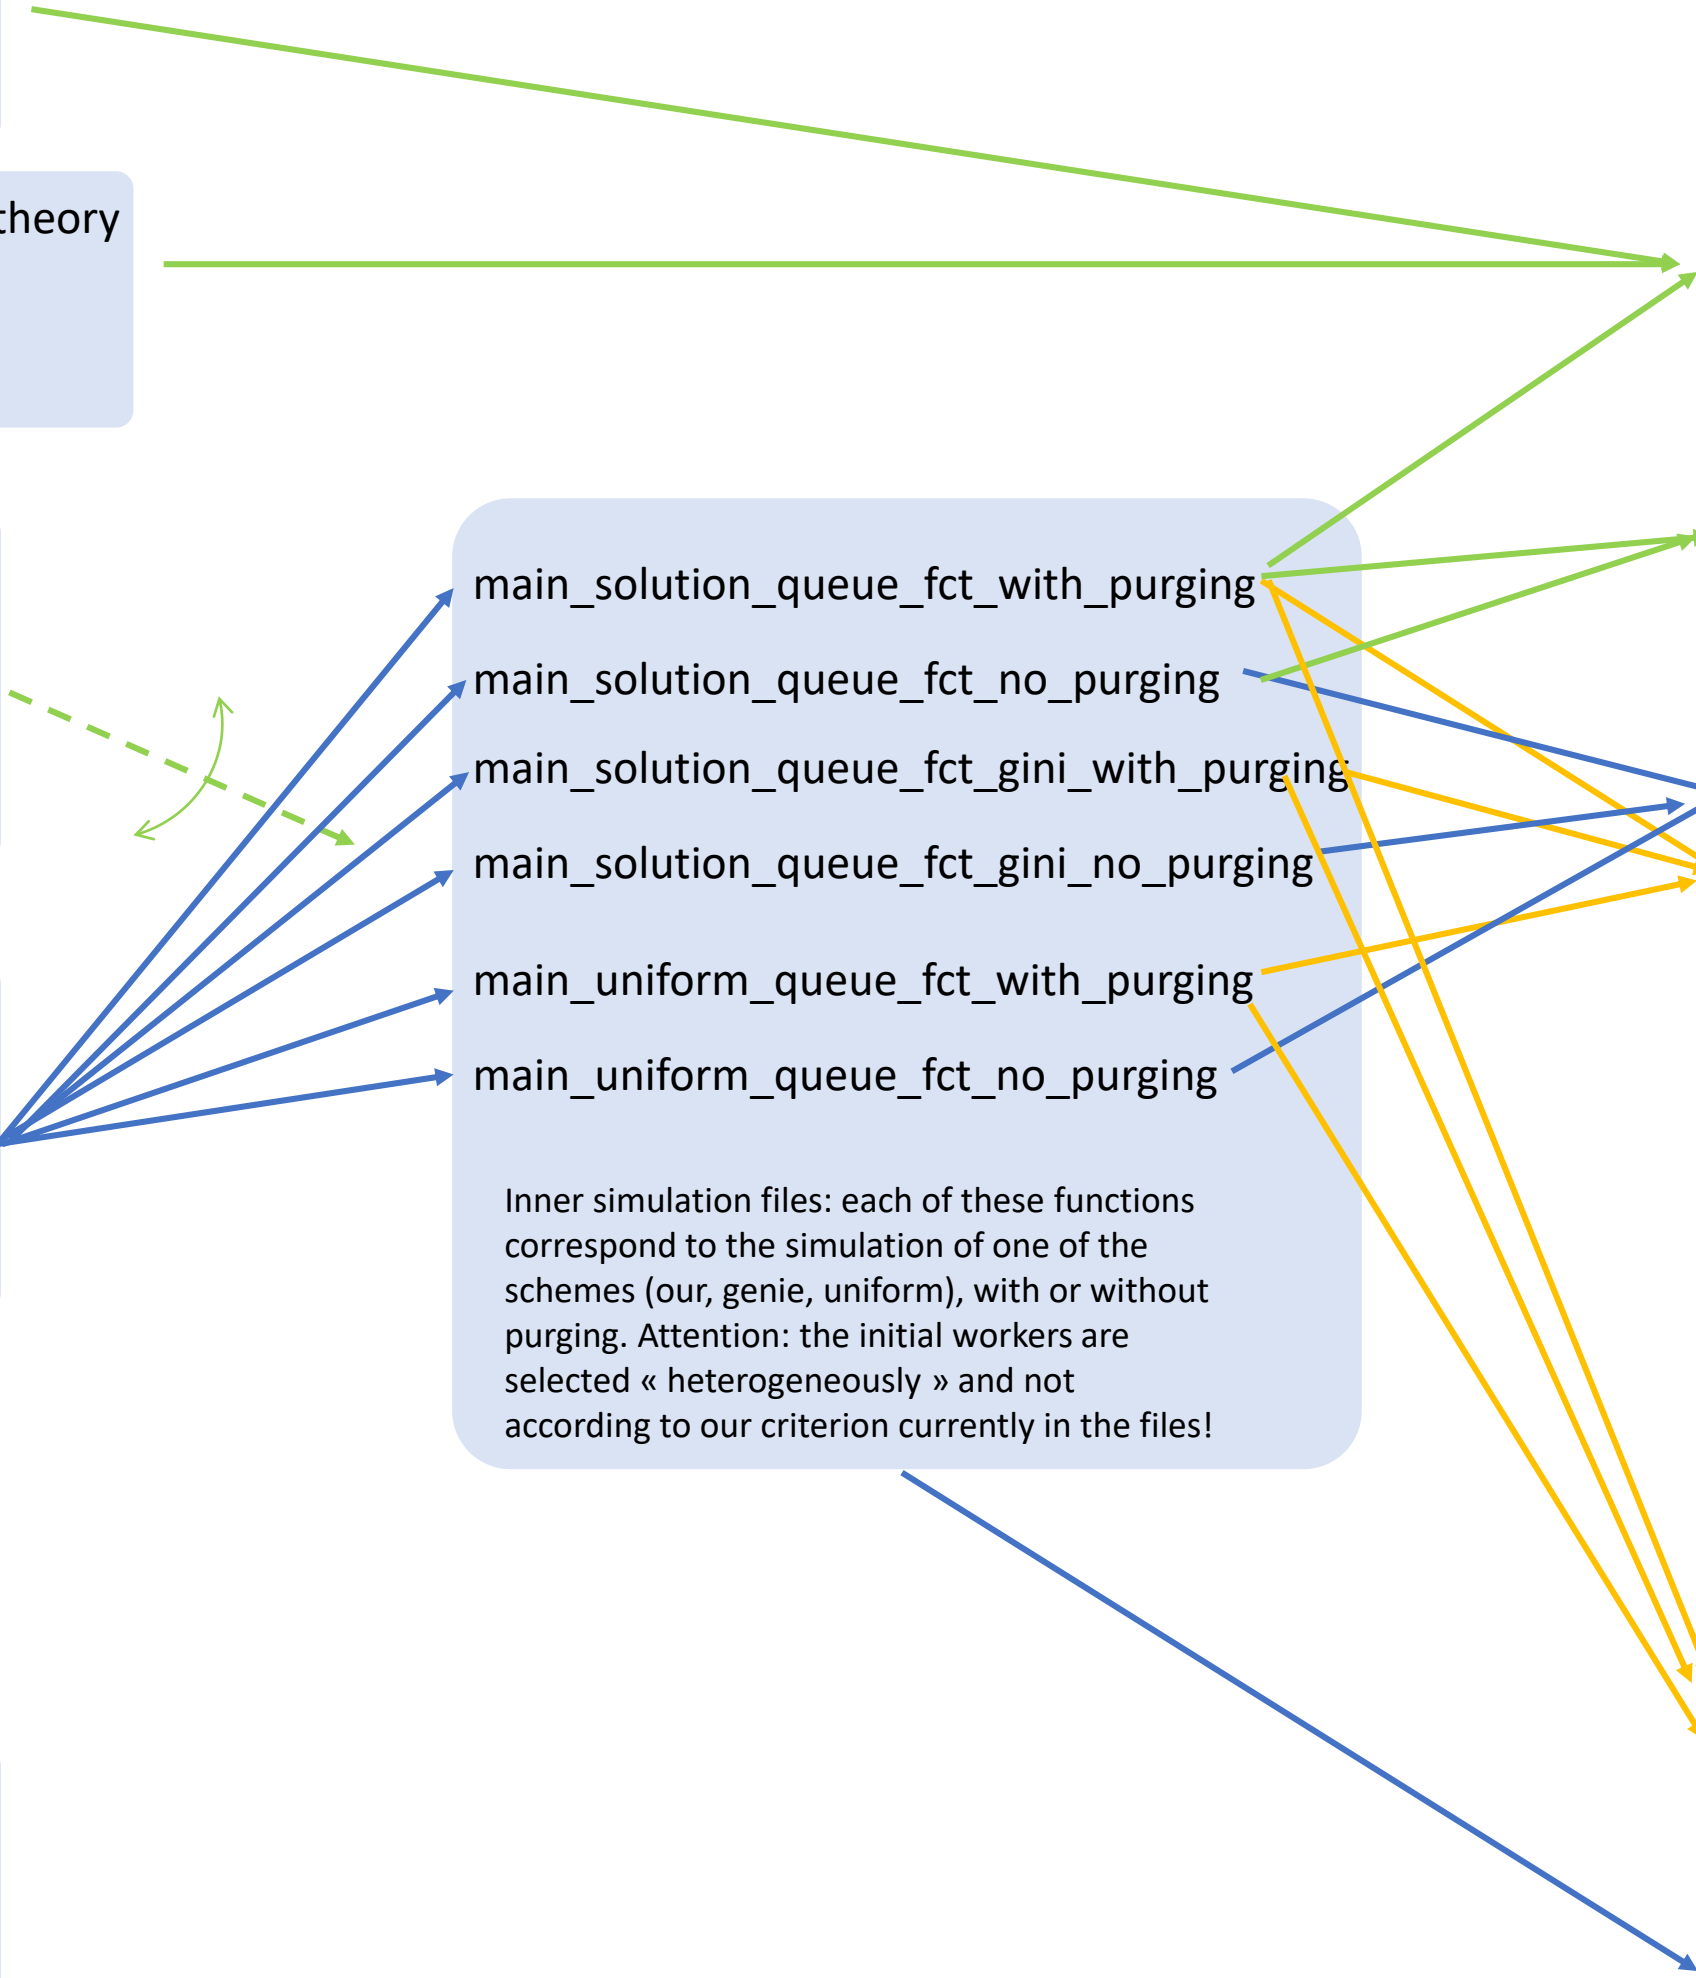 theory
main_solution_queue_fct_with_purging
main_solution_queue_fct_no_purging
main_solution_queue_fct_gini_with_purging
main_solution_queue_fct_gini_no_purging
main_uniform_queue_fct_with_purging
main_uniform_queue_fct_no_purging
Inner simulation files: each of these functions
correspond to the simulation of one of the
schemes (our, genie, uniform), with or without
purging. Attention: the initial workers are
selected « heterogeneously » and not
according to our criterion currently in the files!